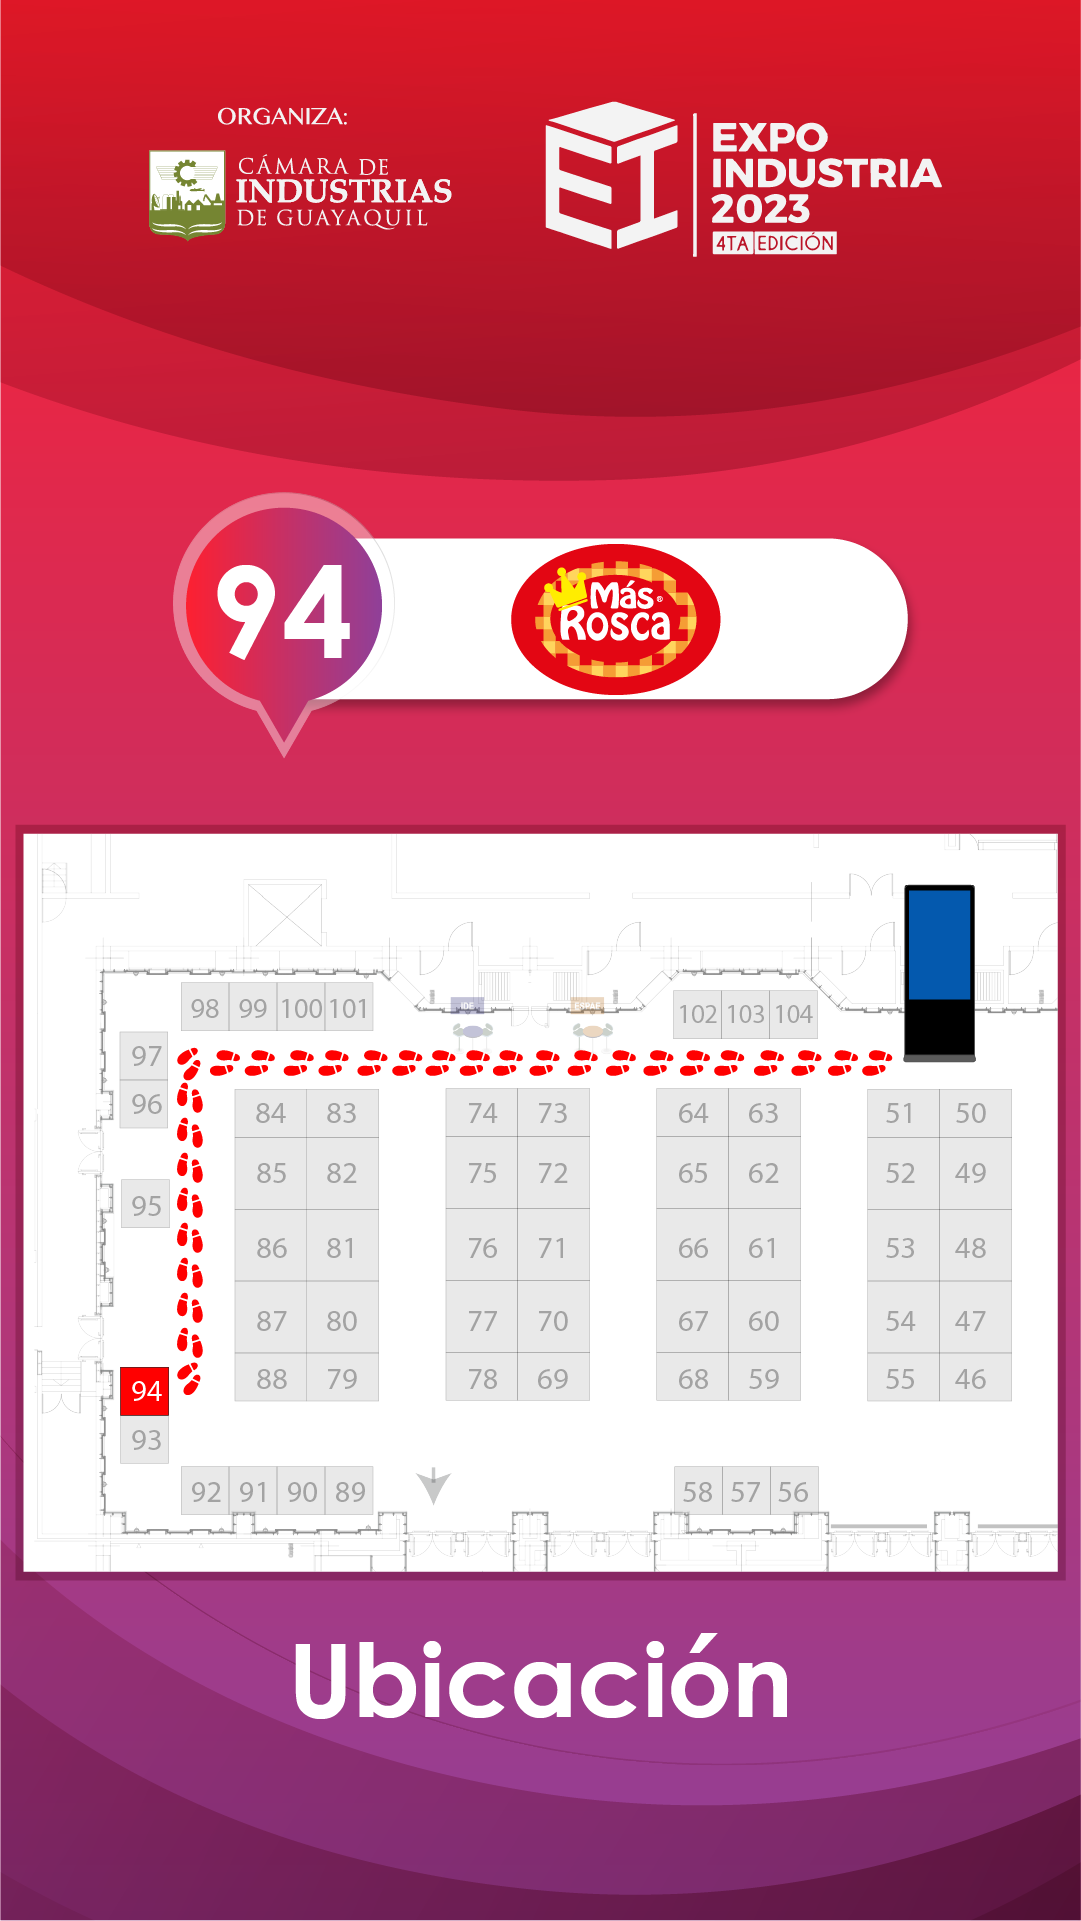 ORGANIZA:
CÁMARA DE
INDUSTRIAS
DE GUAYAQUIL
EXPO
INDUSTRIA
2023
4TA EDICIÓN
94
Más®
Rosca
IDE
ESPAE
98 99 100 101
102 103 104
97
96
95
94
93
84 83
85 82
86 81
87 80
88 79
74 73
75 72
76 71
77 70
78 69
64 63
65 62
66 61
67 60
68 59
51 50
52 49
53 48
54 47
55 46
92 91 90 89
58 57 56
Ubicación